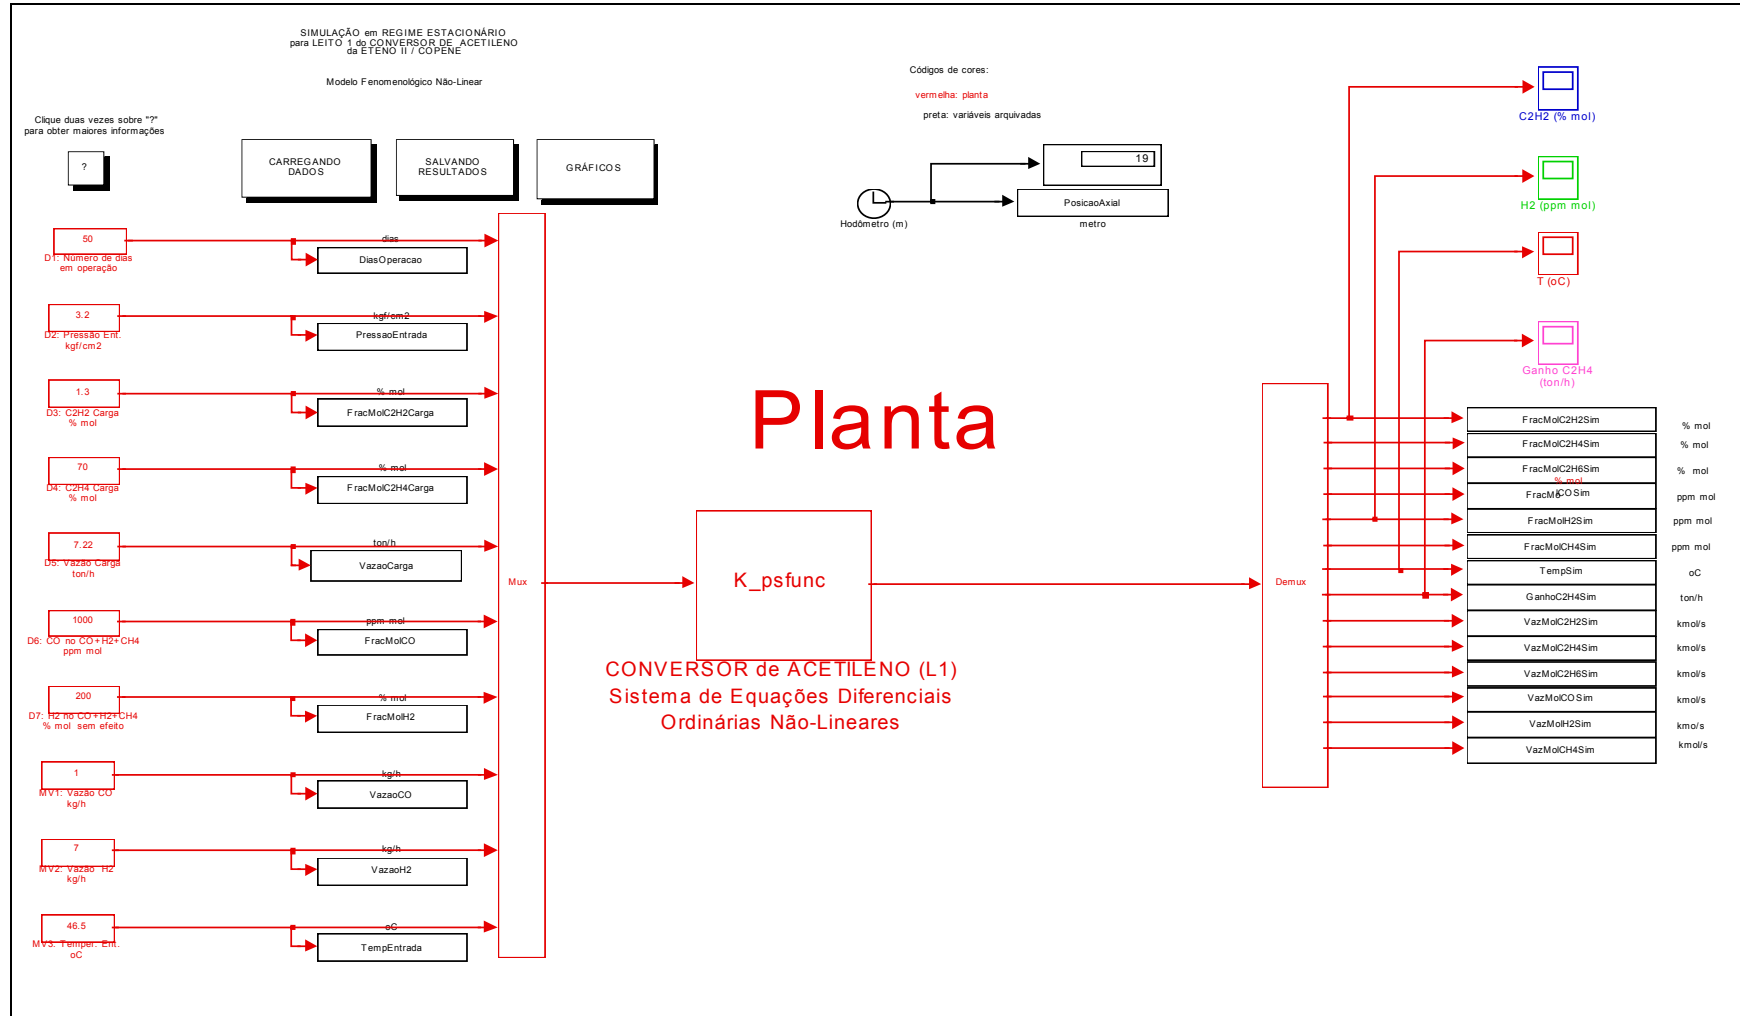 SIMULAÇÃO em REGIME ESTACIONÁRIO
para LEITO 1 do CONVERSOR DE ACETILENO
da ETENO II / COPENE
Modelo Fenomenológico Não-Linear
Clique duas vezes sobre "?"
para obter maiores informações
?
CARREGANDO
DADOS
SALVANDO
RESULTADOS
GRÁFICOS
Códigos de cores:
vermelha: planta
preta: variáveis arquivadas
19
PosicaoAxial
metro
Hodômetro (m)
C2H2 (% mol)
H2 (ppm mol)
T (oC)
Ganho C2H4
(ton/h)
50
D1: Número de dias
em operação
dias
DiasOperacao
3.2
D2: Pressão Ent.
kgf/cm2
kgf/cm2
PressaoEntrada
1.3
D3: C2H2 Carga
% mol
% mol
FracMolC2H2Carga
70
D4: C2H4 Carga
% mol
% mol
FracMolC2H4Carga
7.22
D5: Vazão Carga
ton/h
ton/h
VazaoCarga
1000
D6: CO no CO+H2+CH4
ppm mol
ppm mol
FracMolCO
200
D7: H2 no CO+H2+CH4
% mol sem efeito
% mol
FracMolH2
1
MV1: Vazão CO
kg/h
kg/h
VazaoCO
7
MV2: Vazão H2
kg/h
kg/h
VazaoH2
46.5
MV3: Temper. Ent.
oC
oC
TempEntrada
Mux
Planta
K_psfunc
CONVERSOR de ACETILENO (L1)
Sistema de Equações Diferenciais
Ordinárias Não-Lineares
Demux
FracMolC2H2Sim
% mol
FracMolC2H4Sim
% mol
FracMolC2H6Sim
% mol
% mol
FracMolCOSim
ppm mol
FracMolH2Sim
ppm mol
FracMolCH4Sim
ppm mol
TempSim
oC
GanhoC2H4Sim
ton/h
VazMolC2H2Sim
kmol/s
VazMolC2H4Sim
kmol/s
VazMolC2H6Sim
kmol/s
VazMolCOSim
kmol/s
VazMolH2Sim
kmo/s
VazMolCH4Sim
kmol/s